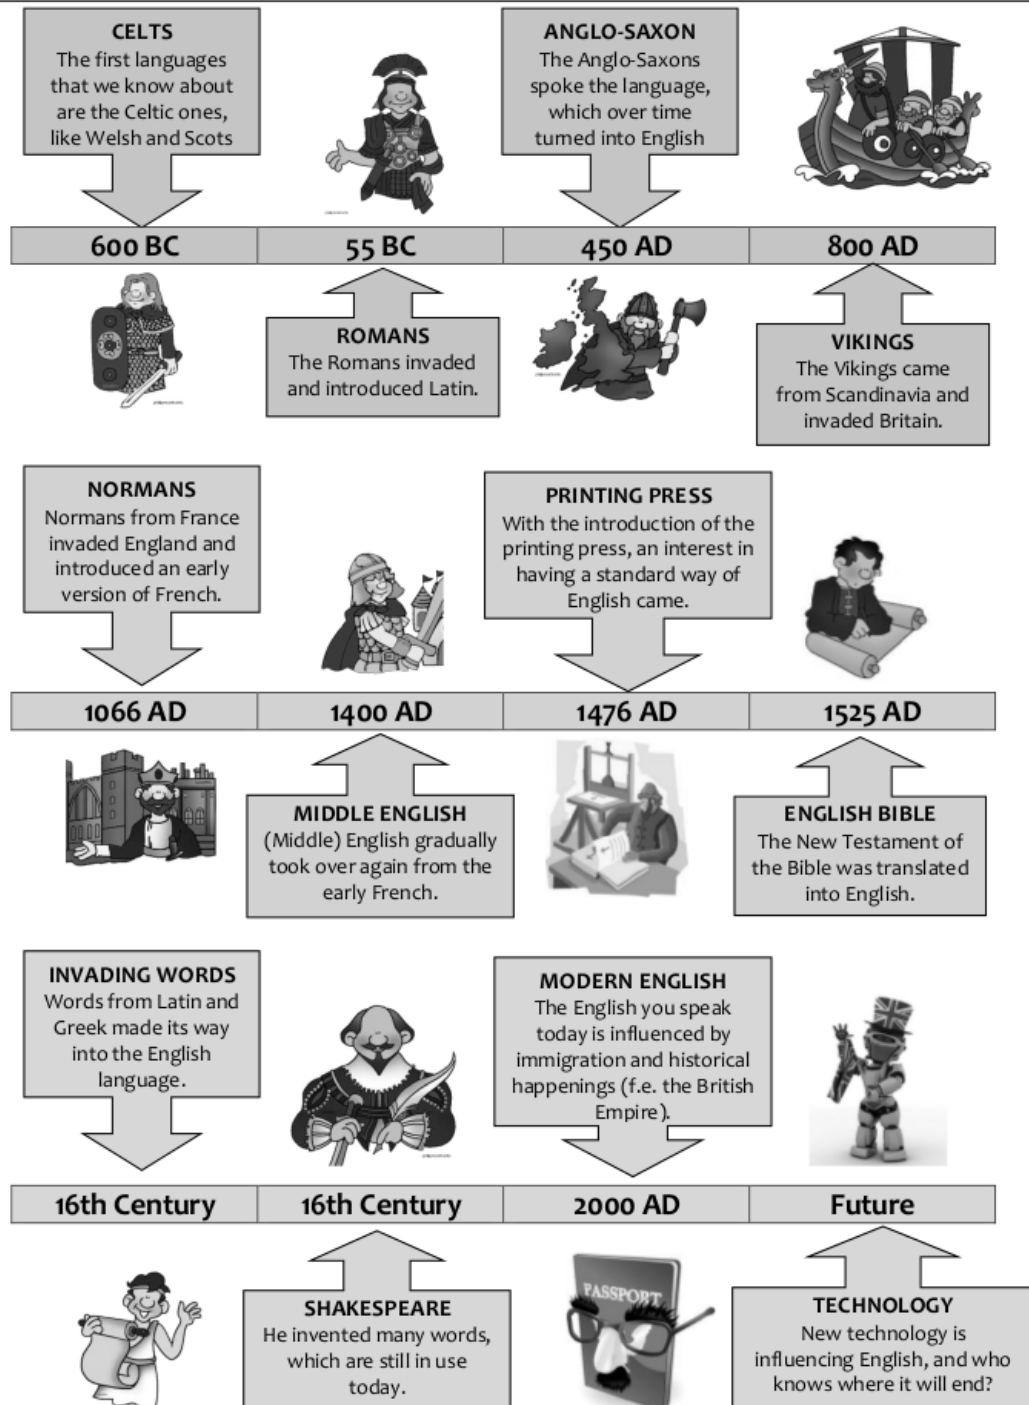 CELTS
The first languages
that we know about
are the Celtic ones,
like Welsh and Scots
ANGLO-SAXON
The Anglo-Saxons
spoke the language,
which over time
turned into English
600 BC
55 BC
450 AD
800 AD
ROMANS
The Romans invaded
and introduced Latin.
VIKINGS
The Vikings came
from Scandinavia and
invaded Britain.
NORMANS
Normans from France
invaded England and
introduced an early
version of French.
PRINTING PRESS
With the introduction of the
printing press, an interest in
having a standard way of
English came.
1066 AD
1400 AD
1476 AD
1525 AD
MIDDLE ENGLISH
(Middle) English gradually
took over again from the
early French.
ENGLISH BIBLE
The New Testament of
the Bible was translated
into English.
INVADING WORDS
Words from Latin and
Greek made its way
into the English
language.
MODERN ENGLISH
The English you speak
today is influenced by
immigration and historical
happenings (f.e. the British
Empire).
16th Century
16th Century
2000 AD
Future
SHAKESPEARE
He invented many words,
which are still in use
today.
PASSPORT
TECHNOLOGY
New technology is
influencing English, and who
knows where it will end?